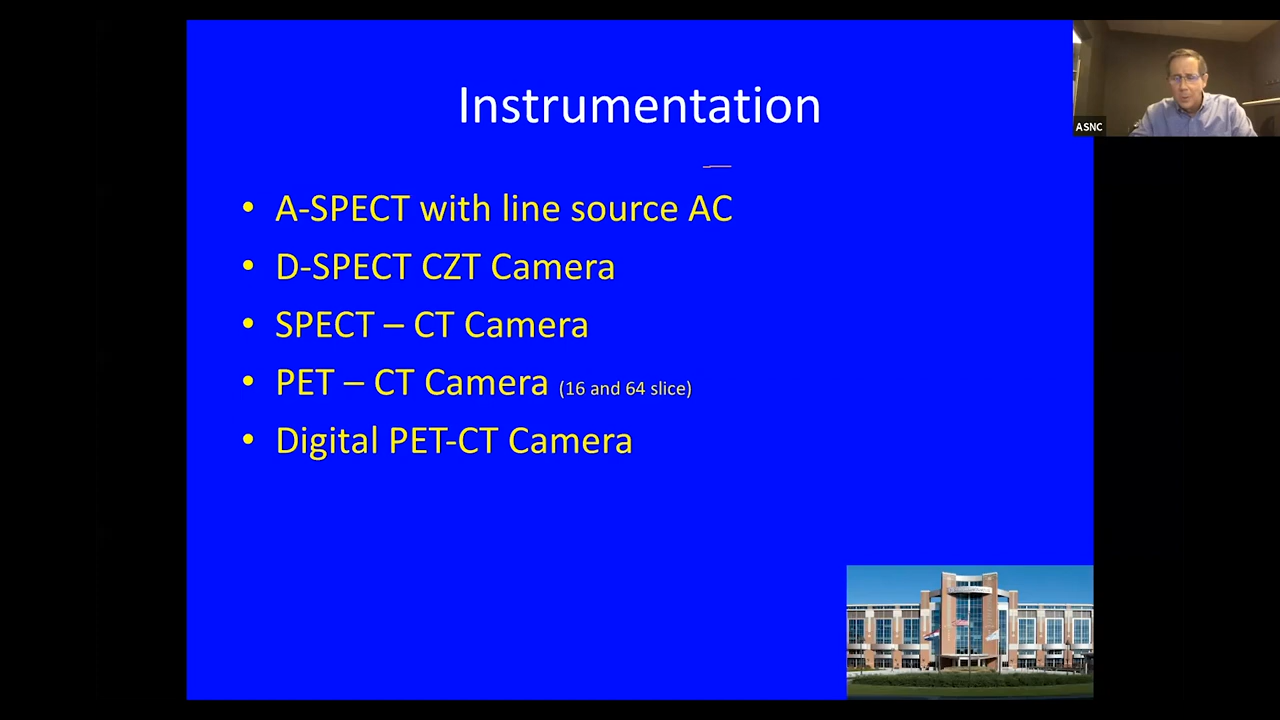 Instrumentation
ASNC
• A-SPECT with line source AC
• D-SPECT CZT Camera
• SPECT – CT Camera
• PET – CT Camera (16 and 64 slice)
• Digital PET-CT Camera